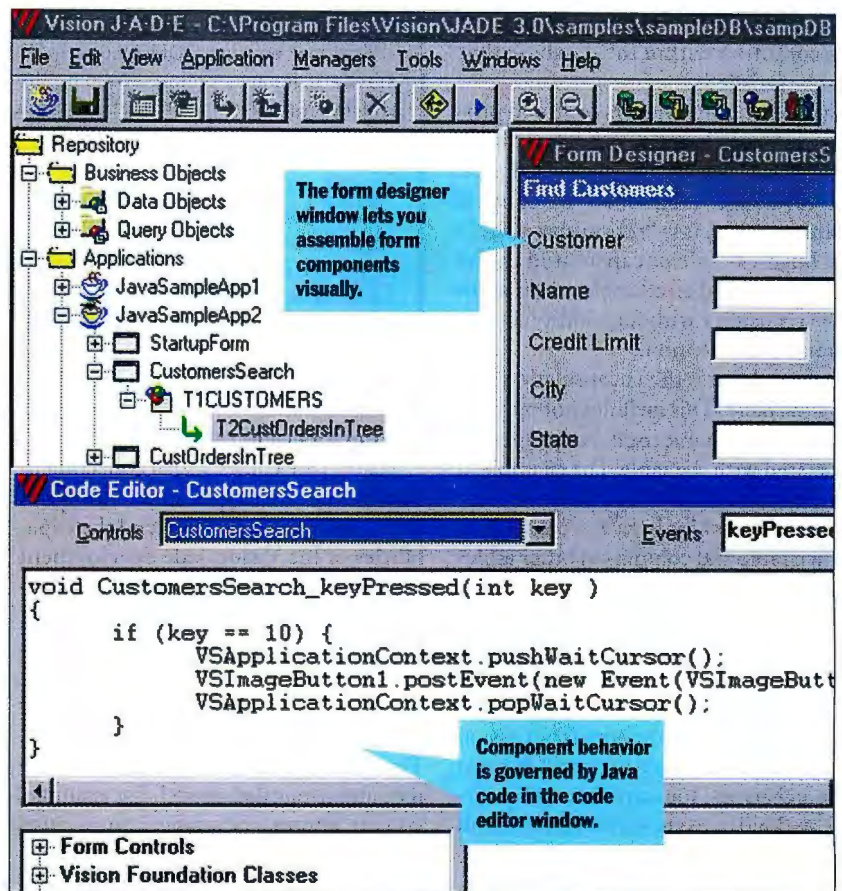 Vision J·A·D·E - C:\Program Files\Vision\JADE 3.0\samples\sampleDB\sampDB
File Edit View Application Managers Tools Windows Help
Repository
Business Objects
Data Objects
Query Objects
Applications
JavaSampleApp1
JavaSampleApp2
StartupForm
CustomersSearch
T1CUSTOMERS
T2CustOrdersInTree
CustOrdersInTree
The form designer
window lets you
assemble form
components
visually.
Form Designer - CustomersS
Find Customers
Customer
Name
Credit Limit
City
State
Code Editor - CustomersSearch
Controls CustomersSearch Events keyPressed
void CustomersSearch_keyPressed(int key )
{
if (key == 10) {
VSApplicationContext.pushWaitCursor();
VSImageButton1.postEvent(new Event(VSImageButt
VSApplicationContext.popWaitCursor();
}
}
Component behavior
is governed by Java
code in the code
editor window.
Form Controls
Vision Foundation Classes